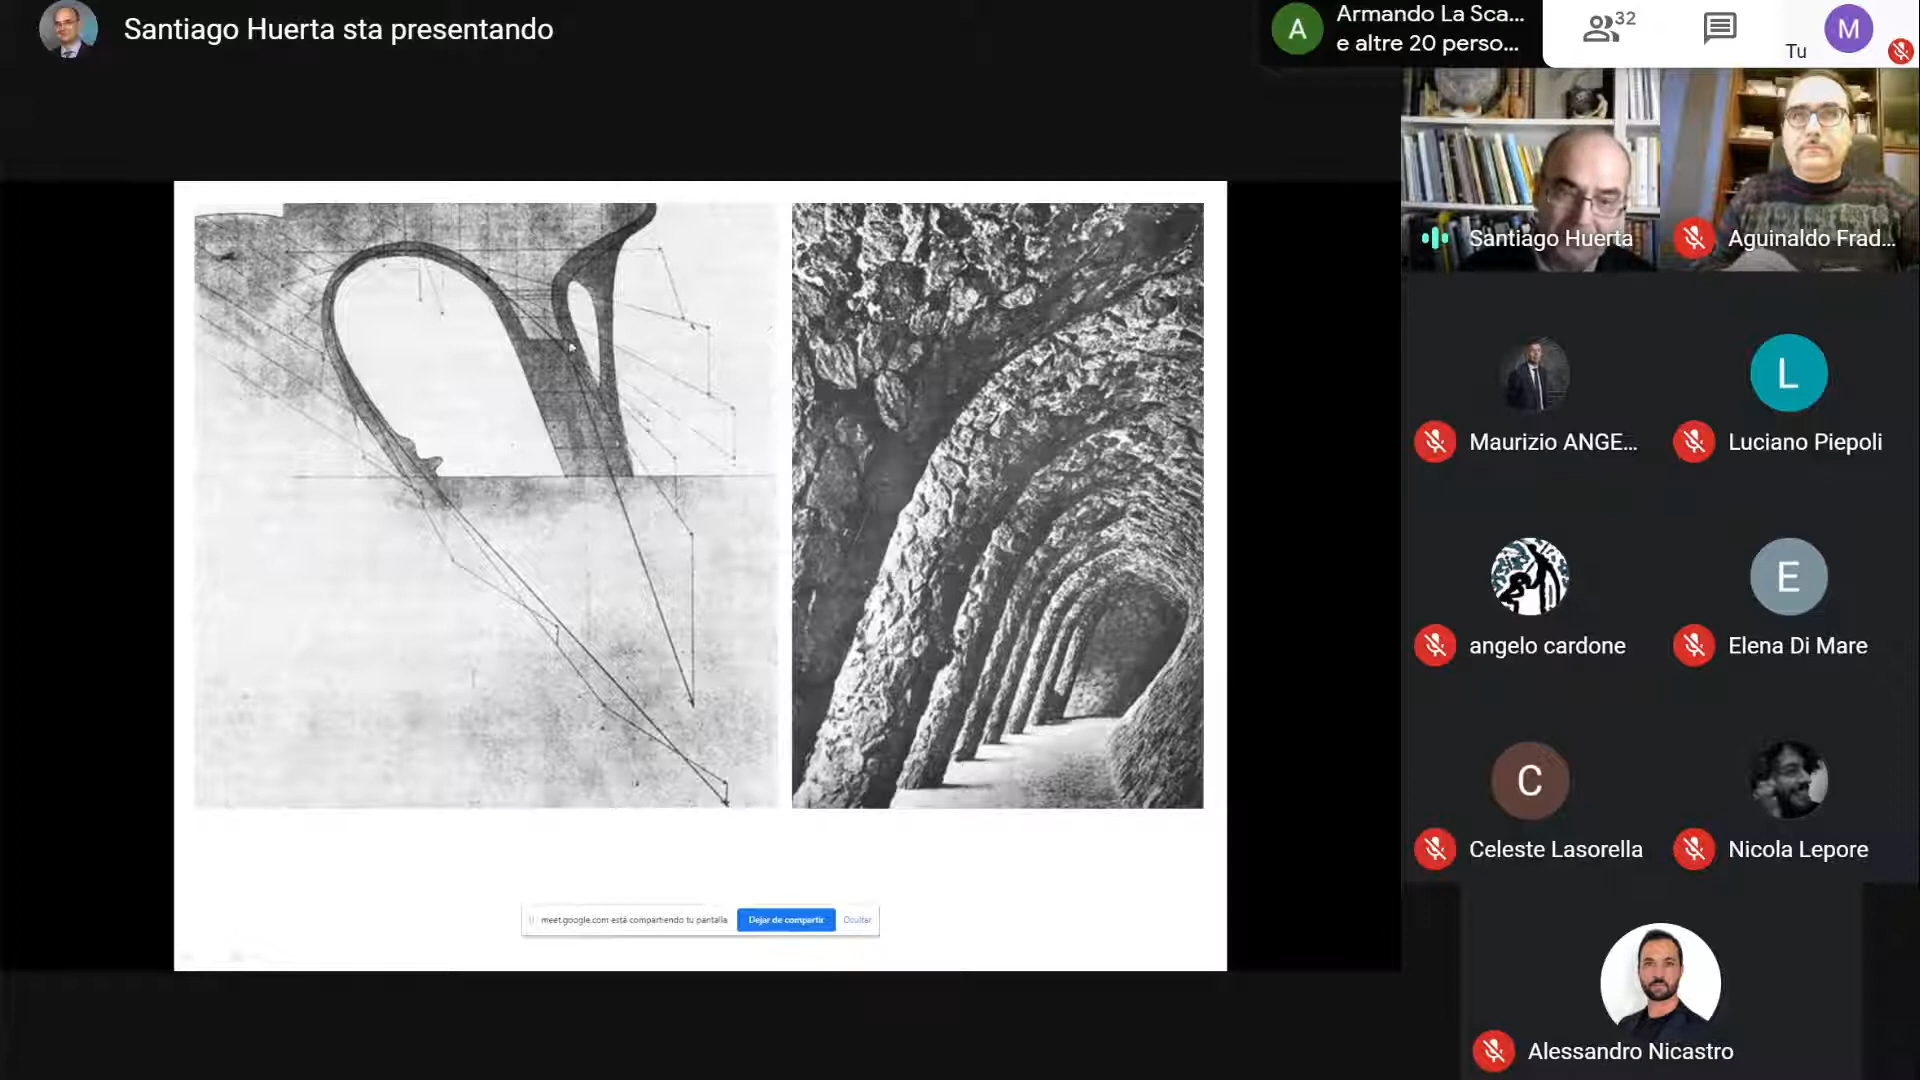 Santiago Huerta sta presentando
A
Armando La Sca...
e altre 20 perso...
32
Tu
M
Santiago Huerta
Aguinaldo Frad...
Maurizio ANGE...
L
Luciano Piepoli
angelo cardone
E
Elena Di Mare
C
Celeste Lasorella
Nicola Lepore
meet.google.com está compartiendo tu pantalla
Dejar de compartir
Ocultar
Alessandro Nicastro